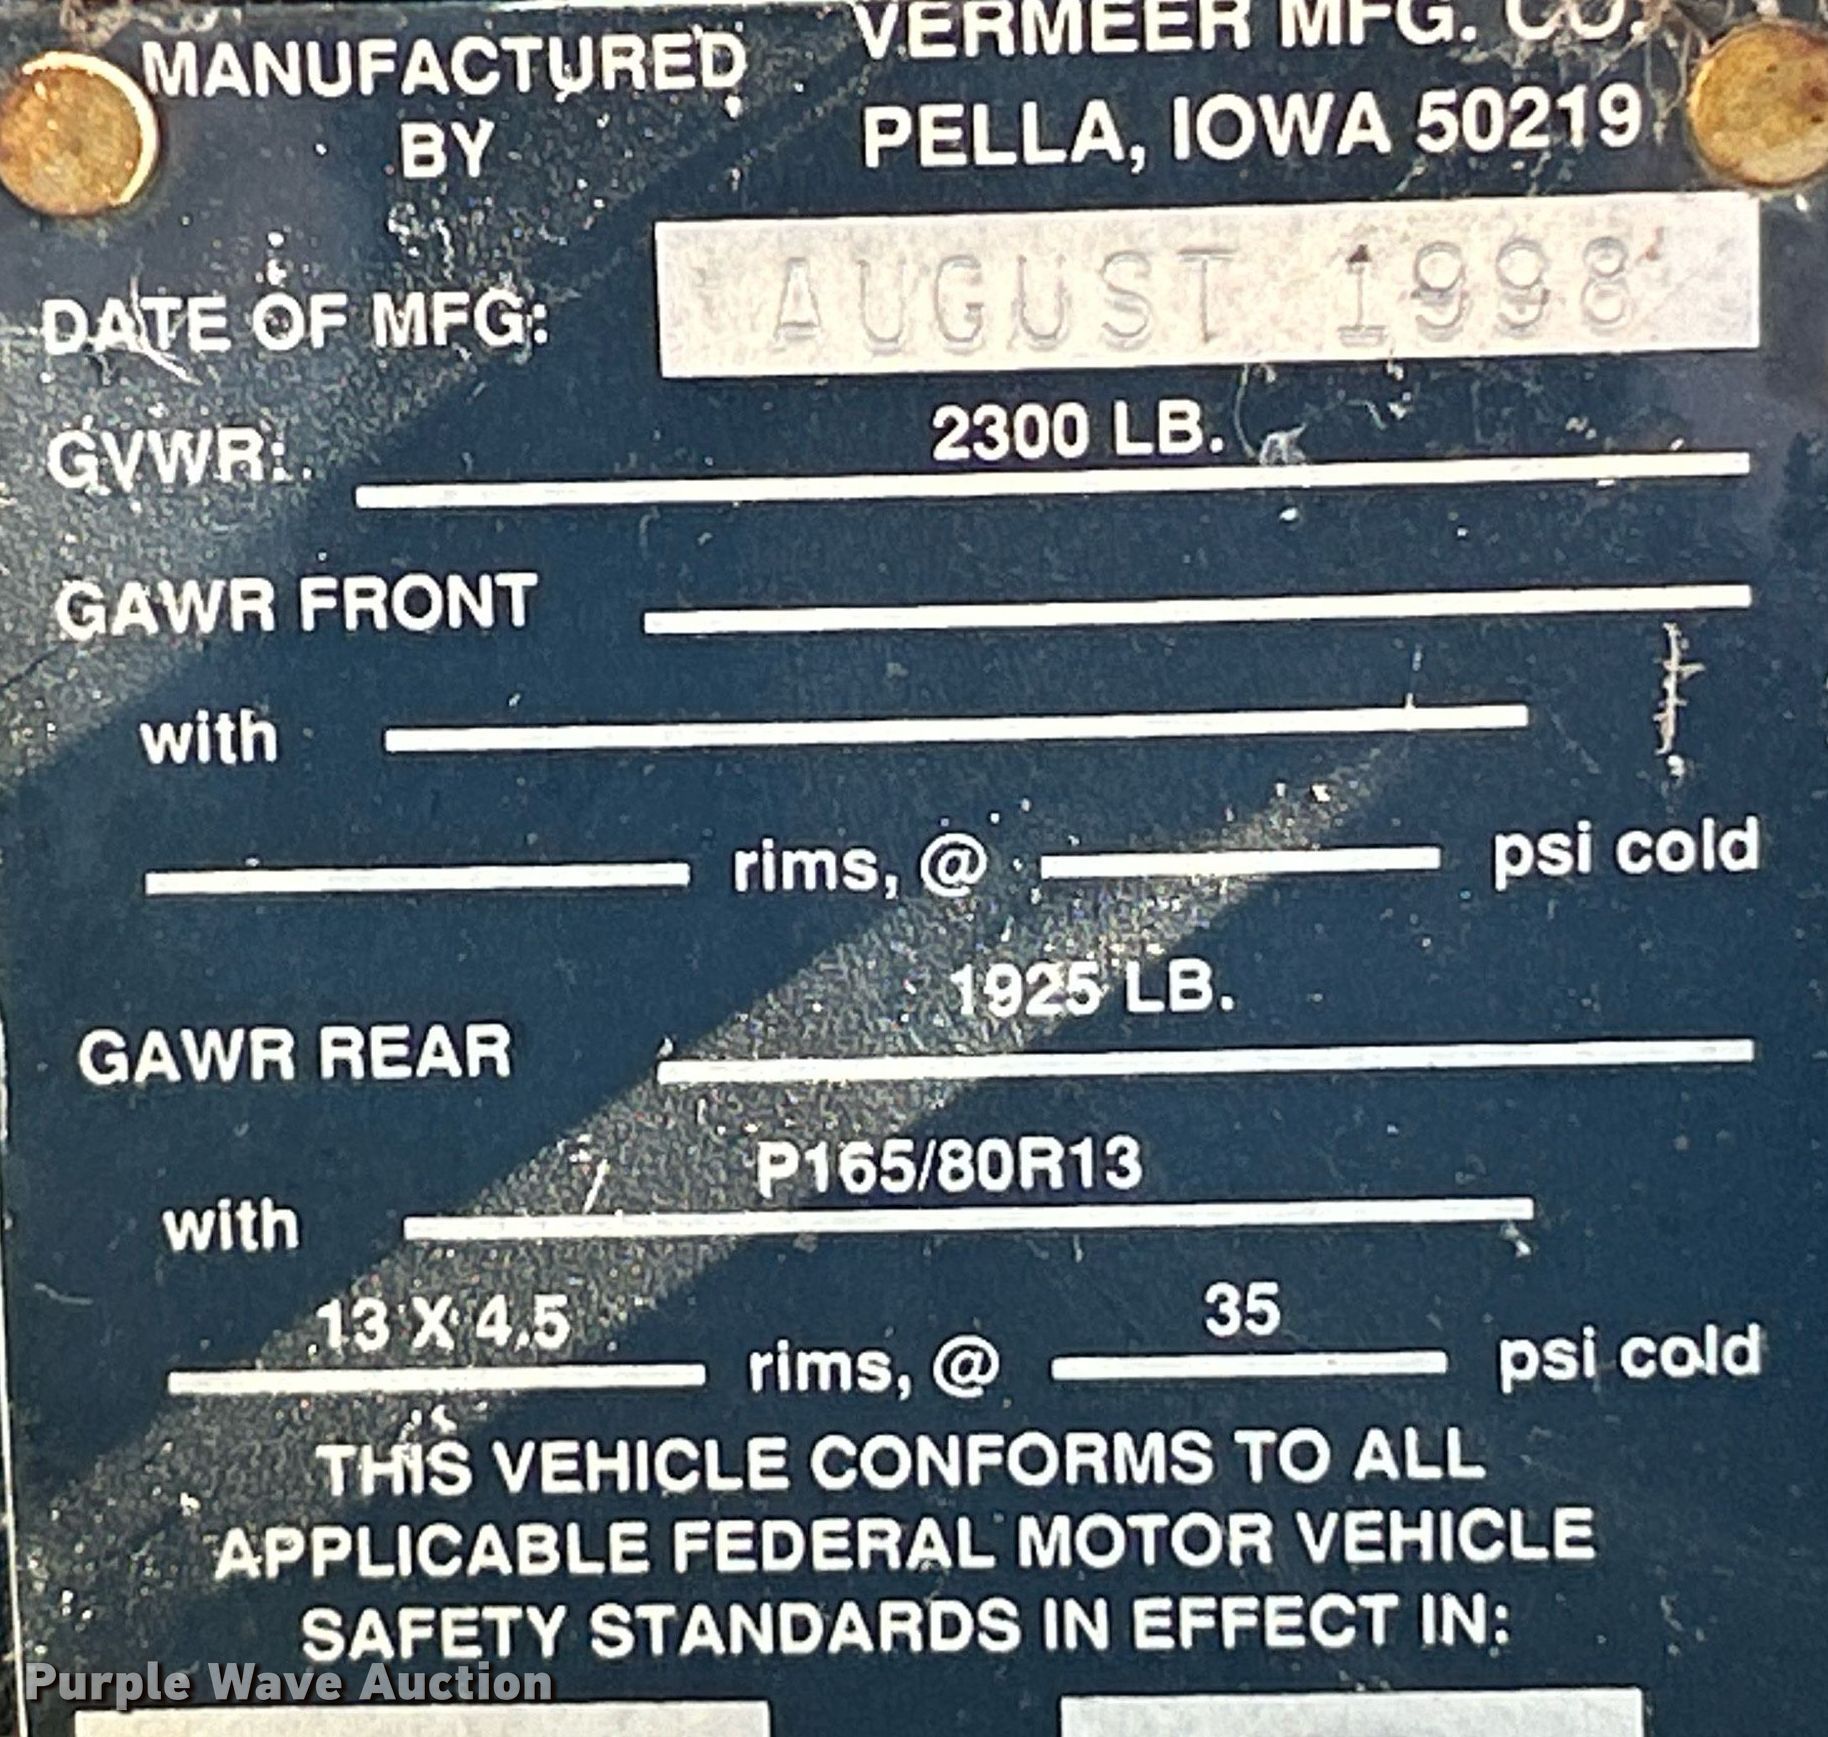 MANUFACTURED BY
VERMEER MFG. CO.
PELLA, IOWA 50219
DATE OF MFG: AUGUST 1998
GVWR: 2300 LB.
GAWR FRONT
with
rims, @ psi cold
GAWR REAR 1925 LB.
with P165/80R13
13 X 4.5 rims, @ 35 psi cold
THIS VEHICLE CONFORMS TO ALL
APPLICABLE FEDERAL MOTOR VEHICLE
SAFETY STANDARDS IN EFFECT IN:
Purple Wave Auction